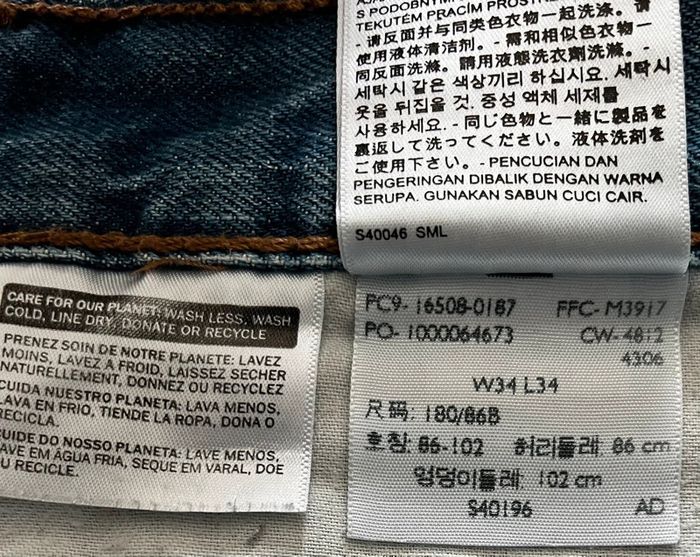 S PODOBNÝM
TEKUTÉM PRACÍM PROSTŘE
- 请反面并与同类色衣物一起洗涤。请
使用液体清洁剂。- 需和相似色衣物一
同反面洗滌。請用液態洗衣劑洗滌。-
세탁시 같은 색상끼리 하십시요. 세탁시
옷을 뒤집을 것. 중성 액체 세제를
사용하세요. - 同じ色物と一緒に製品を
裏返して洗ってください。液体洗剤を
ご使用下さい。- PENCUCIAN DAN
PENGERINGAN DIBALIK DENGAN WARNA
SERUPA. GUNAKAN SABUN CUCI CAIR.
S40046 SML
CARE FOR OUR PLANET: WASH LESS, WASH
COLD, LINE DRY, DONATE OR RECYCLE
PRENEZ SOIN DE NOTRE PLANETE: LAVEZ
MOINS, LAVEZ A FROID, LAISSEZ SECHER
NATURELLEMENT, DONNEZ OU RECYCLEZ
CUIDA NUESTRO PLANETA: LAVA MENOS,
LAVA EN FRIO, TIENDE LA ROPA, DONA O
RECICLA.
CUIDE DO NOSSO PLANETA: LAVE MENOS,
LAVE EM ÁGUA FRIA, SEQUE EM VARAL, DOE
OU RECICLE.
PC9- 16508-0187 FFC- M3917
PO- 1000064673 CW- 4812
4306
W34 L34
尺码: 180/86B
호칭: 86-102 허리둘레: 86 cm
엉덩이둘레: 102 cm
S40196 AD